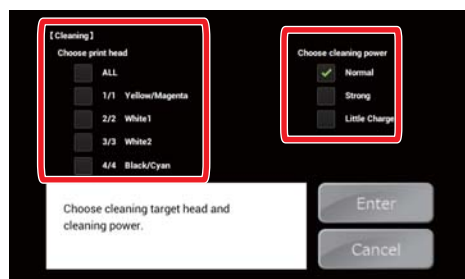 [ Cleaning ]
Choose print head
ALL
1/1 Yellow/Magenta
2/2 White1
3/3 White2
4/4 Black/Cyan
Choose cleaning power
Normal
Strong
Little Charge
Choose cleaning target head and
cleaning power.
Enter
Cancel